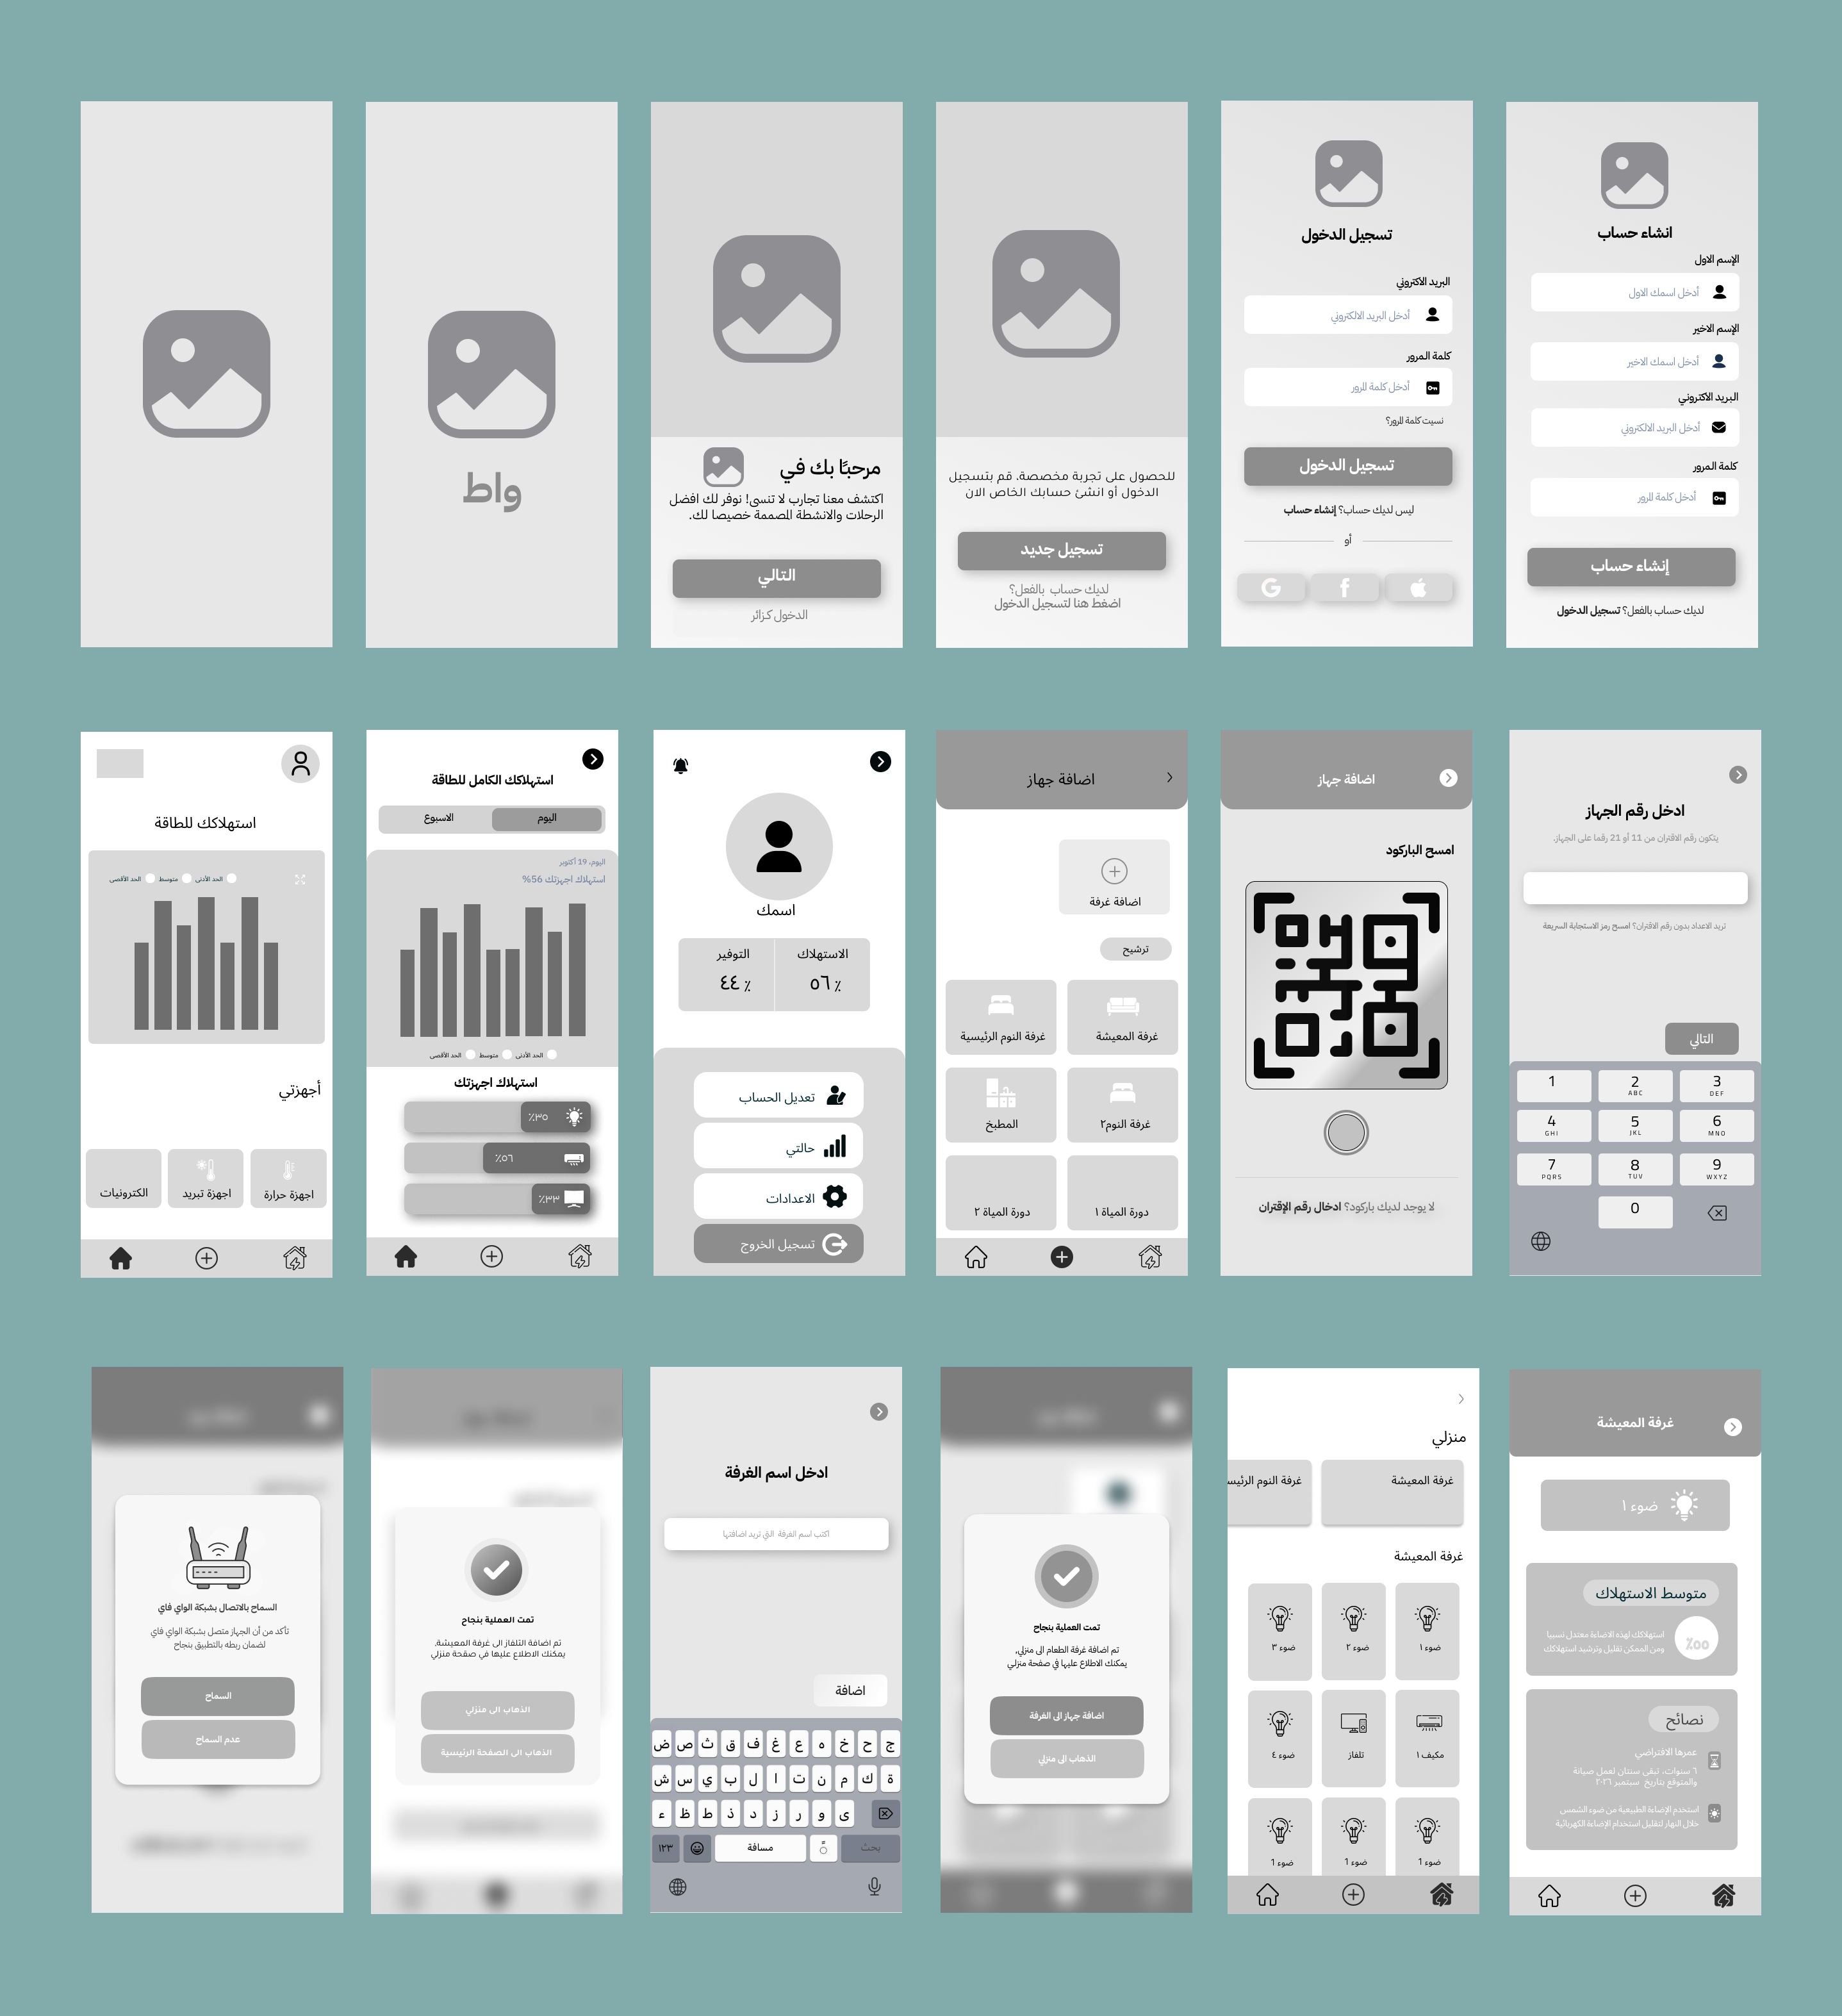 واط
مرحبًا بك في
اكتشف معنا تجارب لا تنسى! نوفر لك افضل
الرحلات والانشطة المصممة خصيصا لك.
التالي
الدخول كزائر
للحصول على تجربة مخصصة، قم بتسجيل
الدخول أو انشئ حسابك الخاص الان
تسجيل جديد
لديك حساب بالفعل؟
اضغط هنا لتسجيل الدخول
تسجيل الدخول
البريد الاكتروني
أدخل البريد الالكتروني
كلمة المرور
أدخل كلمة المرور
نسيت كلمة المرور؟
تسجيل الدخول
ليس لديك حساب؟ إنشاء حساب
أو
انشاء حساب
الإسم الاول
أدخل اسمك الاول
الإسم الاخير
أدخل اسمك الاخير
البريد الاكتروني
أدخل البريد الالكتروني
كلمة المرور
أدخل كلمة المرور
إنشاء حساب
لديك حساب بالفعل؟ تسجيل الدخول
استهلاكك للطاقة
الحد الأدنى متوسط الحد الأقصى
أجهزتي
اجهزة حرارة
اجهزة تبريد
الكترونيات
استهلاكك الكامل للطاقة
اليوم
الاسبوع
اليوم، 19 أكتوبر
استهلاك اجهزتك 56%
الحد الأدنى متوسط الحد الأقصى
استهلاك اجهزتك
٪٣٥
٪٥٦
٪٣٣
اسمك
الاستهلاك
٪ ٥٦
التوفير
٪ ٤٤
تعديل الحساب
حالتي
الاعدادات
تسجيل الخروج
اضافة جهاز
اضافة غرفة
ترشيح
غرفة المعيشة
غرفة النوم الرئيسية
غرفة النوم٢
المطبخ
دورة المياة ١
دورة المياة ٢
اضافة جهاز
امسح الباركود
لا يوجد لديك باركود؟ ادخال رقم الإقتران
ادخل رقم الجهاز
يتكون رقم الاقتران من 11 أو 21 رقما على الجهاز.
تريد الاعداد بدون رقم الاقتران؟ امسح رمز الاستجابة السريعة
التالي
1
2 ABC
3 DEF
4 GHI
5 JKL
6 MNO
7 PQRS
8 TUV
9 WXYZ
0
السماح بالاتصال بشبكة الواي فاي
تأكد من أن الجهاز متصل بشبكة الواي فاي
لضمان ربطه بالتطبيق بنجاح
السماح
عدم السماح
تمت العملية بنجاح
تم اضافة التلفاز الى غرفة المعيشة.
يمكنك الاطلاع عليها في صفحة منزلي
الذهاب الى منزلي
الذهاب الى الصفحة الرئيسية
ادخل اسم الغرفة
اكتب اسم الغرفة التي تريد اضافتها
اضافة
ج ح خ ه ع غ ف ق ث ص ض
ة ك م ن ت ا ل ب ي س ش
ى و ر ز د ذ ط ظ ء
١٢٣
مسافة
بحث
تمت العملية بنجاح
تم اضافة غرفة الطعام الى منزلي.
يمكنك الاطلاع عليها في صفحة منزلي
اضافة جهاز الى الغرفة
الذهاب الى منزلي
منزلي
غرفة المعيشة
غرفة النوم الرئيس
غرفة المعيشة
ضوء ١
ضوء ٢
ضوء ٣
مكيف ١
تلفاز
ضوء ٤
ضوء 1
ضوء 1
ضوء 1
غرفة المعيشة
ضوء ١
متوسط الاستهلاك
٪٥٥
استهلاكك لهذه الاضاءة معتدل نسبيا
ومن الممكن تقليل وترشيد استهلاكك
نصائح
عمرها الافتراضي
٦ سنوات، تبقى سنتان لعمل صيانة
والمتوقع بتاريخ سبتمبر ٢٠٢٦
استخدم الإضاءة الطبيعية من ضوء الشمس
خلال النهار لتقليل استخدام الإضاءة الكهربائية